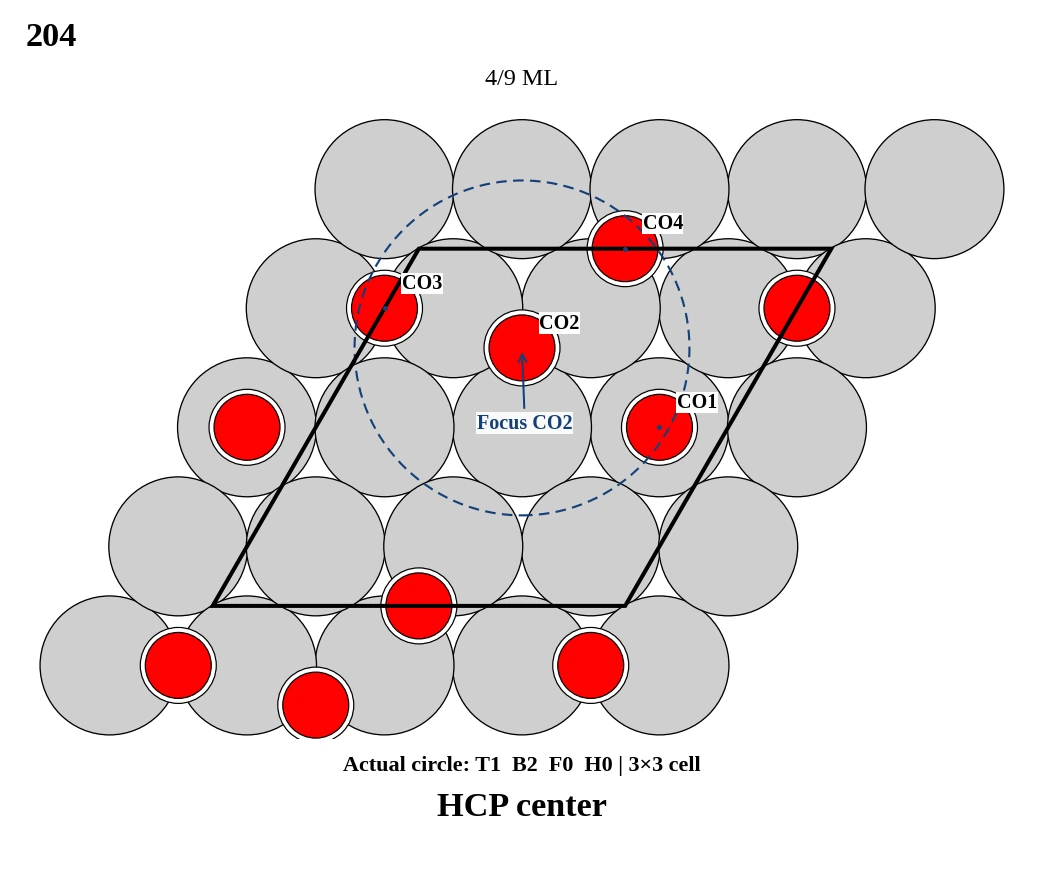 204
4/9 ML
CO4
CO3
CO2
CO1
Focus CO2
Actual circle: T1  B2  F0  H0 | 3×3 cell
HCP center